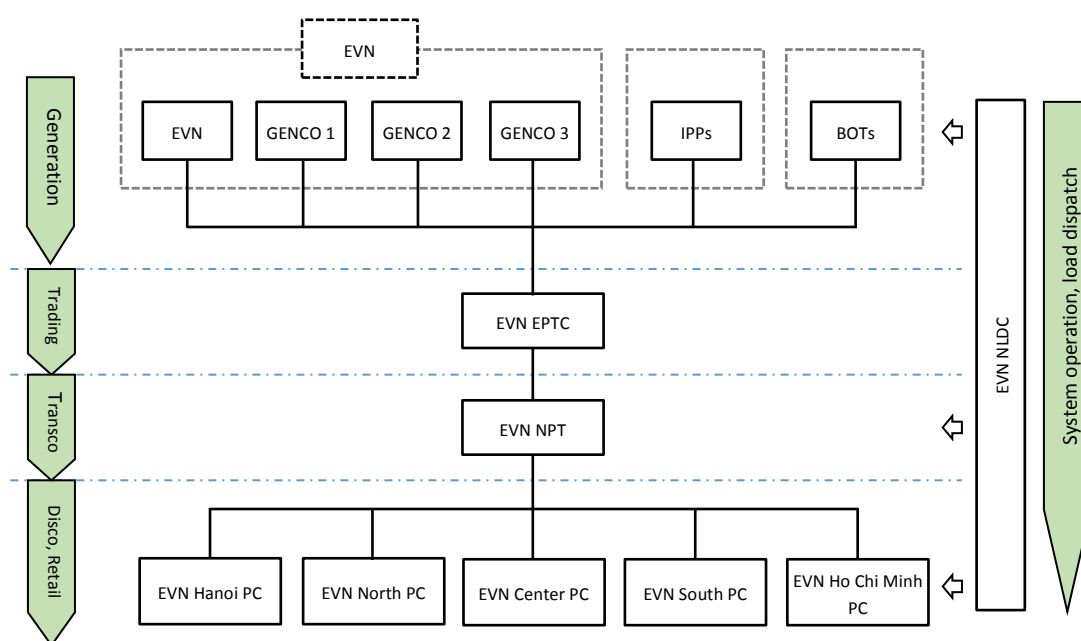 EVN
Generation
EVN
GENCO 1
GENCO 2
GENCO 3
IPPs
BOTs
Trading
EVN EPTC
Transco
EVN NPT
Disco, Retail
EVN Hanoi PC
EVN North PC
EVN Center PC
EVN South PC
EVN Ho Chi Minh
PC
EVN NLDC
System operation, load dispatch